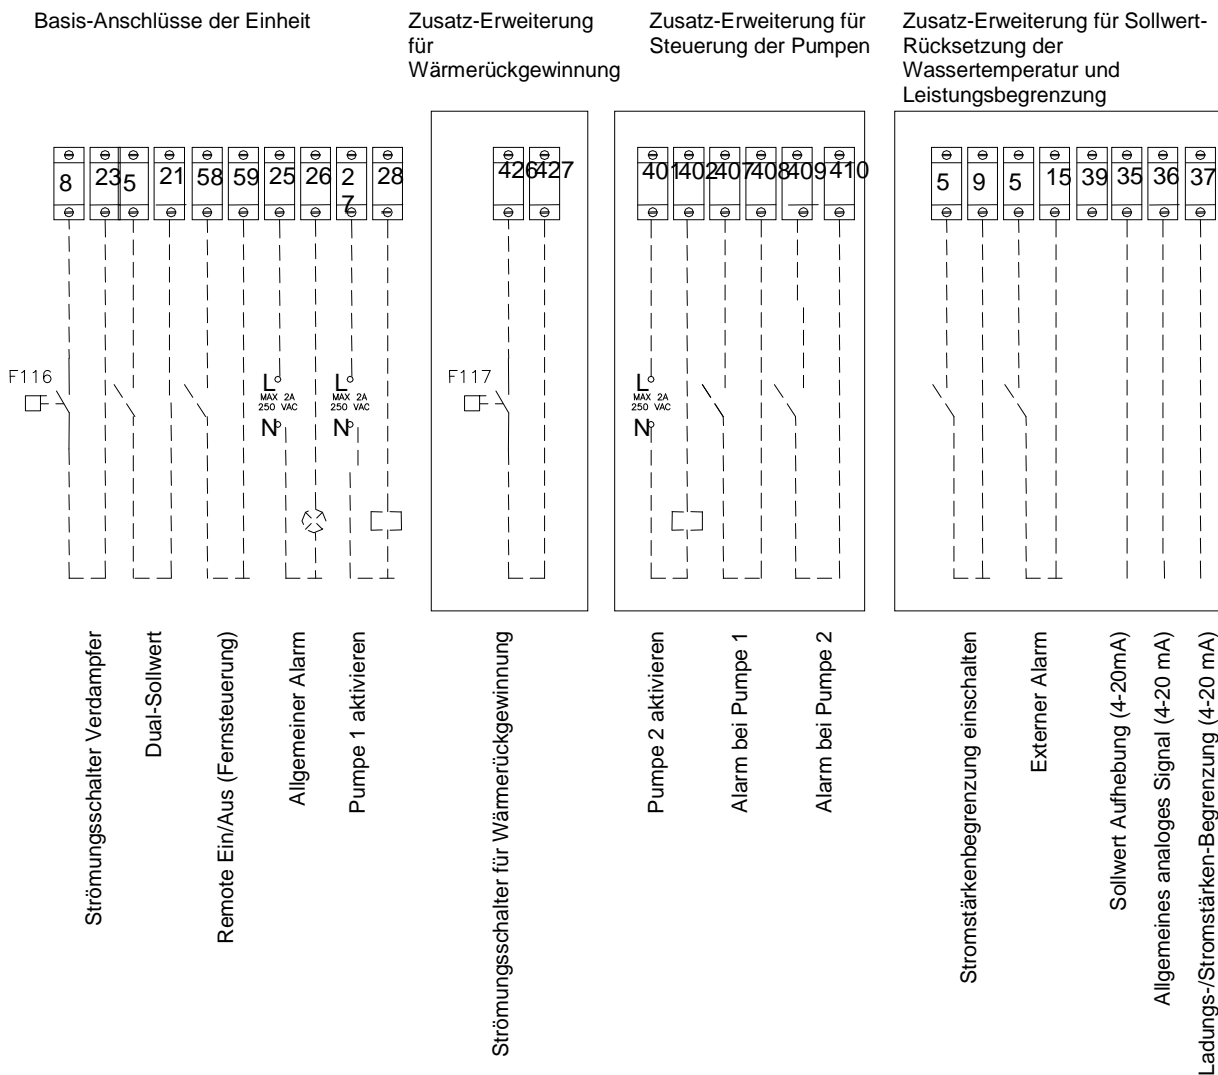 Basis-Anschlüsse der Einheit
Zusatz-Erweiterung
für
Wärmerückgewinnung
Zusatz-Erweiterung für
Steuerung der Pumpen
Zusatz-Erweiterung für Sollwert-
Rücksetzung der
Wassertemperatur und
Leistungsbegrenzung
8 23 5 21 58 59 25 26 2 28
7
426 427
401 402 407 408 409 410
5 9 5 15 39 35 36 37
F116
L
MAX 2A
250 VAC
N
L
MAX 2A
250 VAC
N
F117
L
MAX 2A
250 VAC
N
Strömungsschalter Verdampfer
Dual-Sollwert
Remote Ein/Aus (Fernsteuerung)
Allgemeiner Alarm
Pumpe 1 aktivieren
Strömungsschalter für Wärmerückgewinnung
Pumpe 2 aktivieren
Alarm bei Pumpe 1
Alarm bei Pumpe 2
Stromstärkenbegrenzung einschalten
Externer Alarm
Sollwert Aufhebung (4-20mA)
Allgemeines analoges Signal (4-20 mA)
Ladungs-/Stromstärken-Begrenzung (4-20 mA)